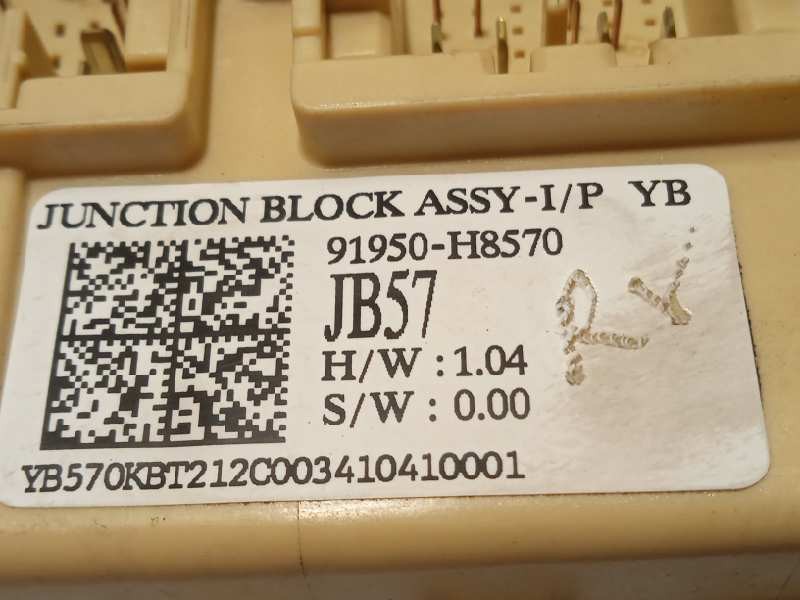 JUNCTION BLOCK ASSY-I/P YB
91950-H8570
JB57
H/W : 1.04
S/W : 0.00
YB570KBT212C003410410001